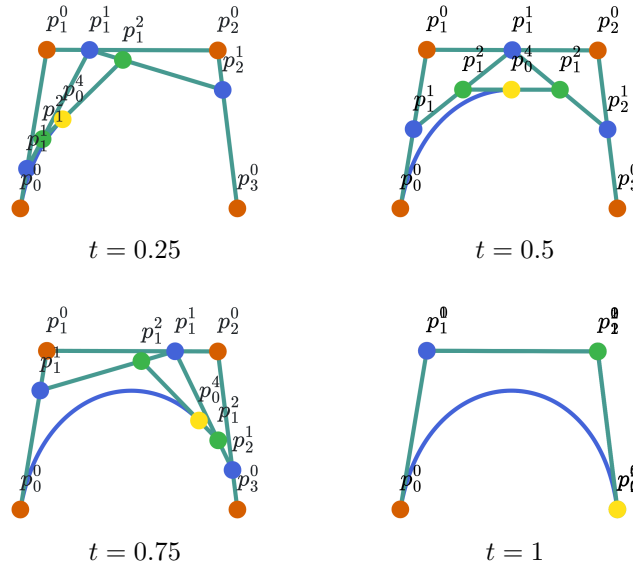 p_1^0 p_1^1 p_1^2 p_2^0
p_2^1
p_0^4
p_1^2
p_1^1
p_0^0 p_3^0
t = 0.25
p_1^0 p_1^1 p_2^0
p_1^2 p_0^4 p_1^2
p_1^1 p_2^1
p_0^0 p_3^0
t = 0.5
p_1^0 p_1^2 p_1^1 p_2^0
p_1^1
p_0^4
p_1^2
p_2^1
p_0^0 p_3^0
t = 0.75
p_0^0
t = 1